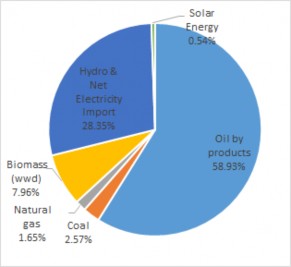 Solar
Energy
0.54%
Hydro &
Net
Electricity
Import
28.35%
Oil by
products
58.93%
Biomass
(wwd)
7.96%
Natural
gas
1.65%
Coal
2.57%